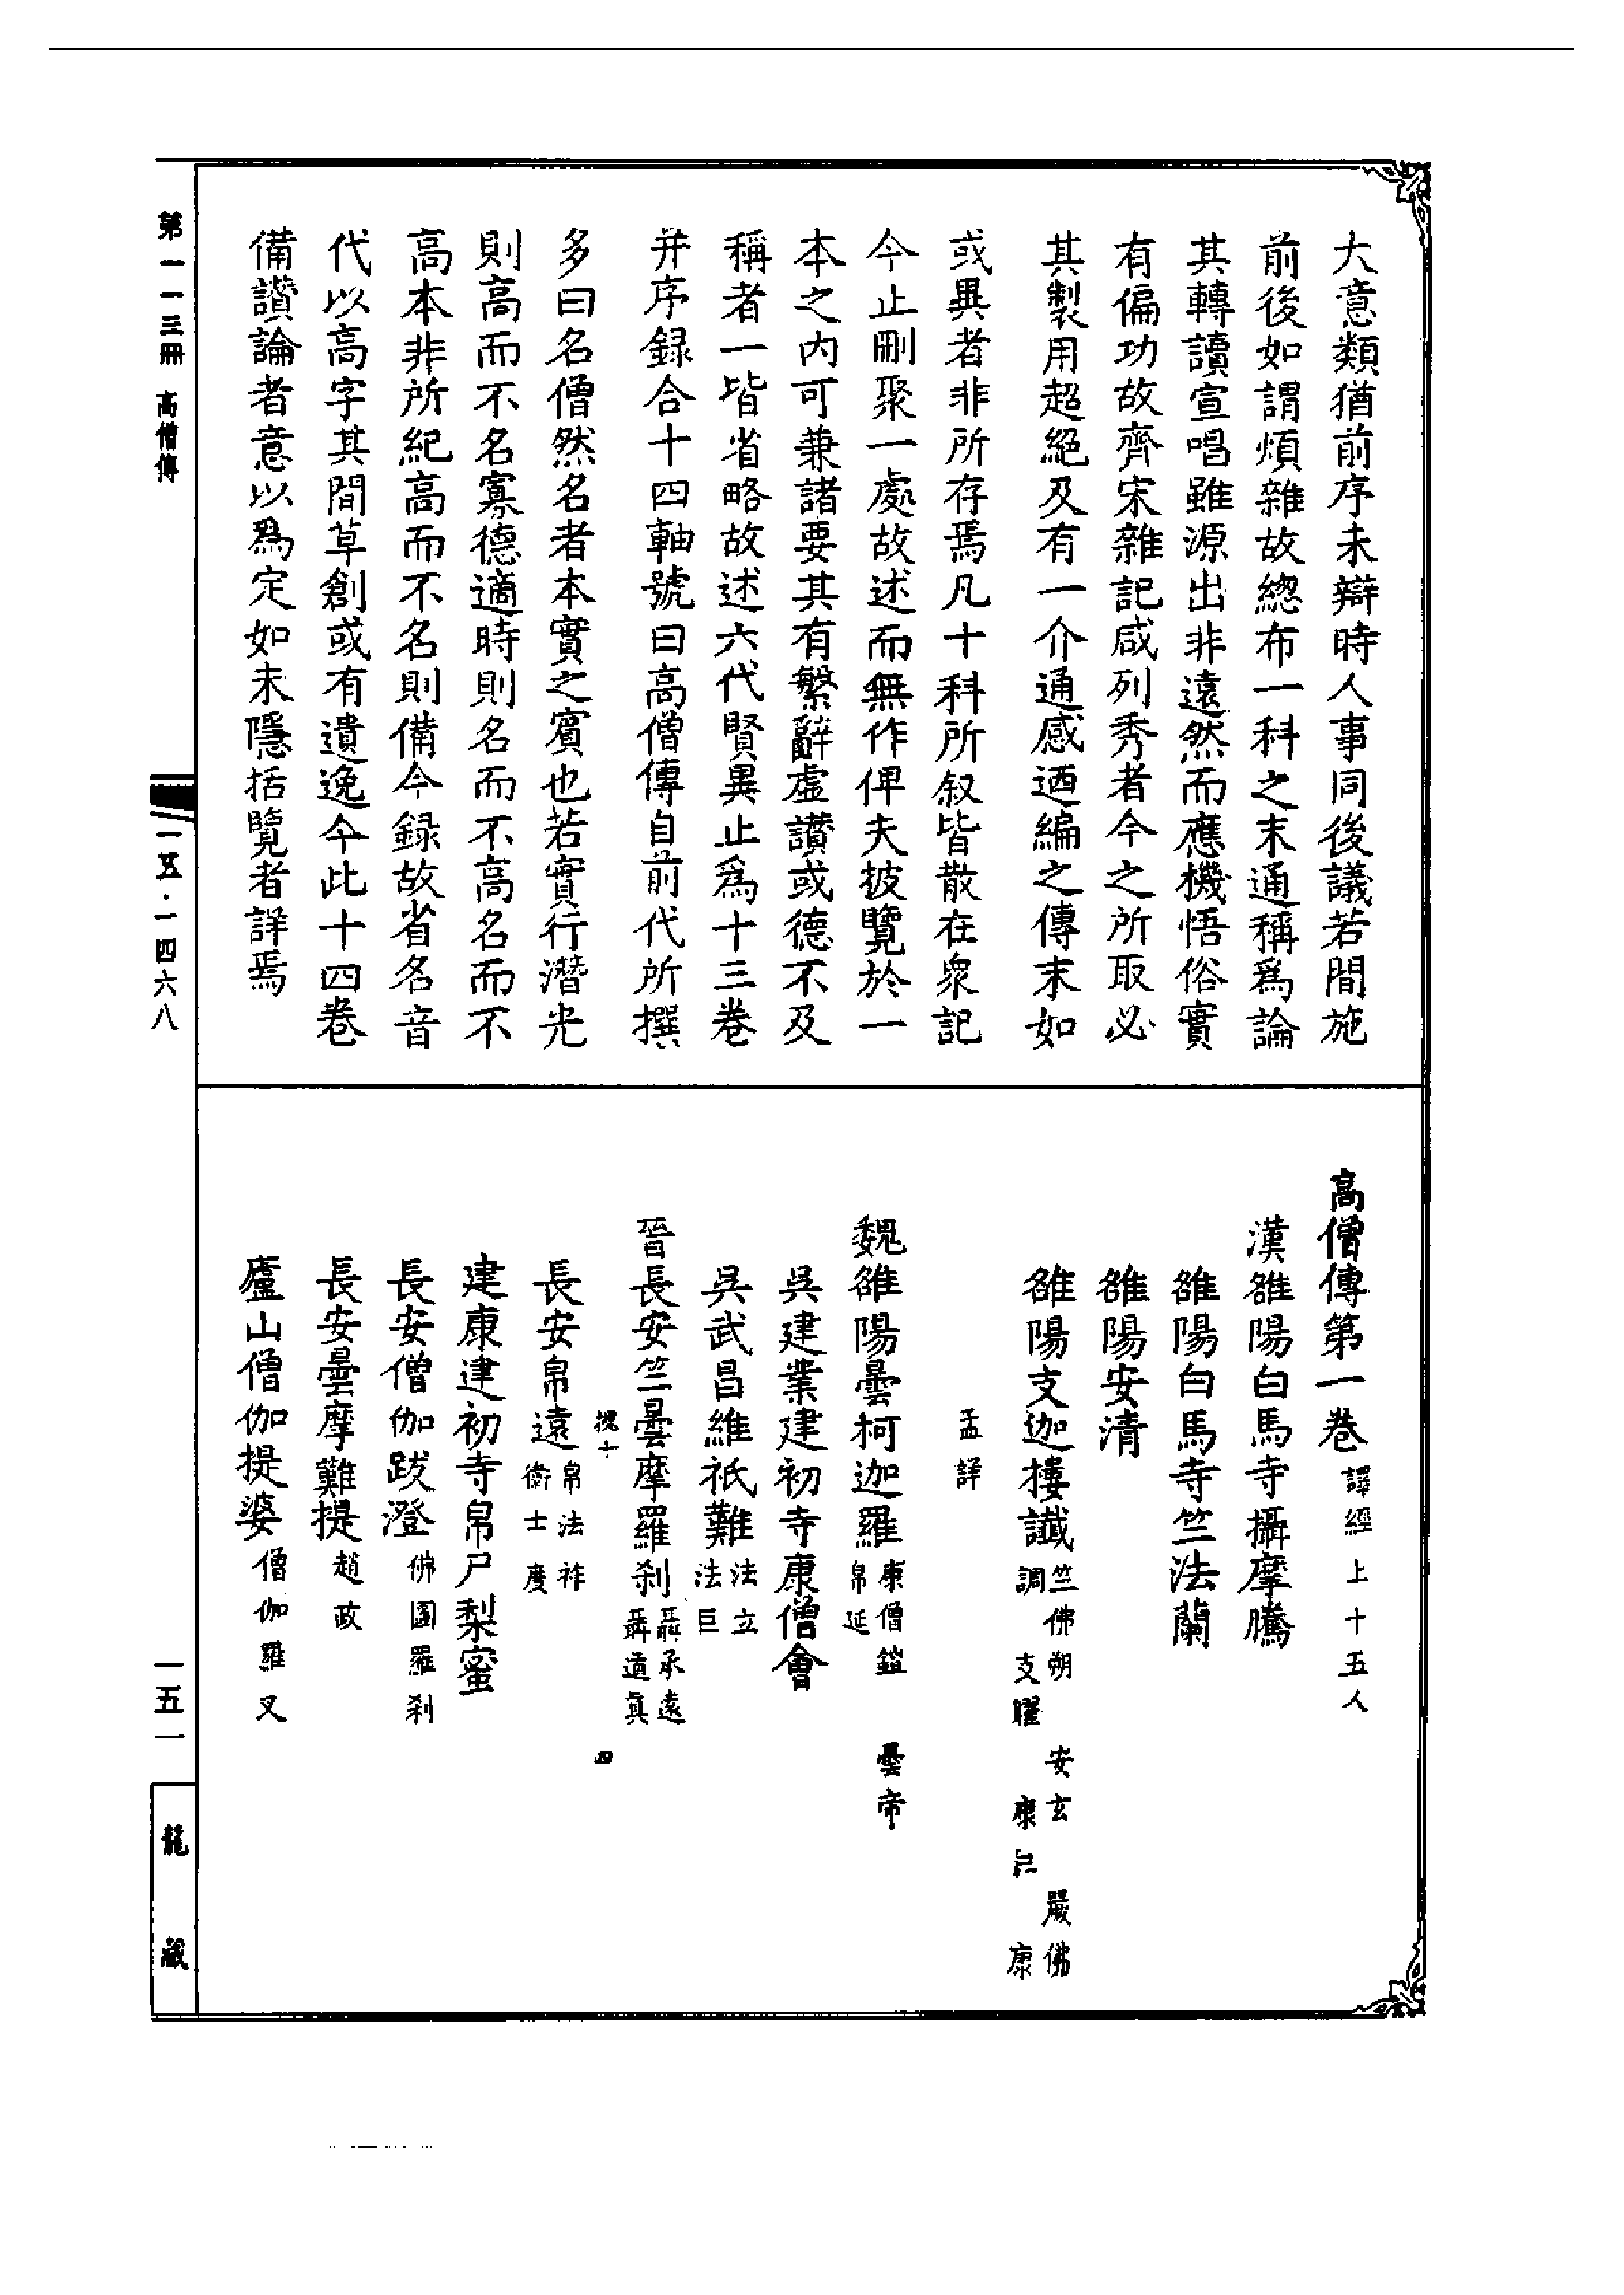 大意類猶前序未辯時人事同後議若間施
前後如謂煩雜故緫布一科之末通稱爲論
其轉讀宣唱雖源出非遠然而應機悟俗實
有偏功故齊宋雜記咸列秀者今之所取必
其製用超絕及有一介通感迺編之傳末如
或異者非所存焉凡十科所叙皆散在衆記
今止刪聚一處故述而無作俾夫披覽於一
本之内可兼諸要其有繁辭虛讃或德不及
稱者一皆省略故述六代賢異止爲十三卷
并序録合十四軸號曰高僧傳自前代所撰
多曰名僧然名者本實之賓也若實行潛光
則高而不名寡德適時則名而不高名而不
高本非所紀高而不名則備今録故省名音
代以高字其間草創或有遺逸今此十四卷
備讃論者意以爲定如未隱括覽者詳焉
高僧傳第一卷 譯經上十五人
漢雒陽白馬寺攝摩騰
雒陽白馬寺竺法蘭
雒陽安清
雒陽支迦樓讖 竺佛朔 安玄 嚴佛
調 支曜 康巨 康
孟詳
魏雒陽曇柯迦羅 康僧鎧 曇帝
帛延
吳建業建初寺康僧會
吳武昌維祇難 法立
法巨
晉長安竺曇摩羅刹 聶承遠
聶道真
四
長安帛遠 帛法祚
衛士度
建康建初寺帛尸梨蜜
長安僧伽跋澄 佛圖羅刹
長安曇摩難提 趙政
廬山僧伽提婆 僧伽羅叉
第一一三冊 高僧傳
一五·一四六八
一五一
龍藏